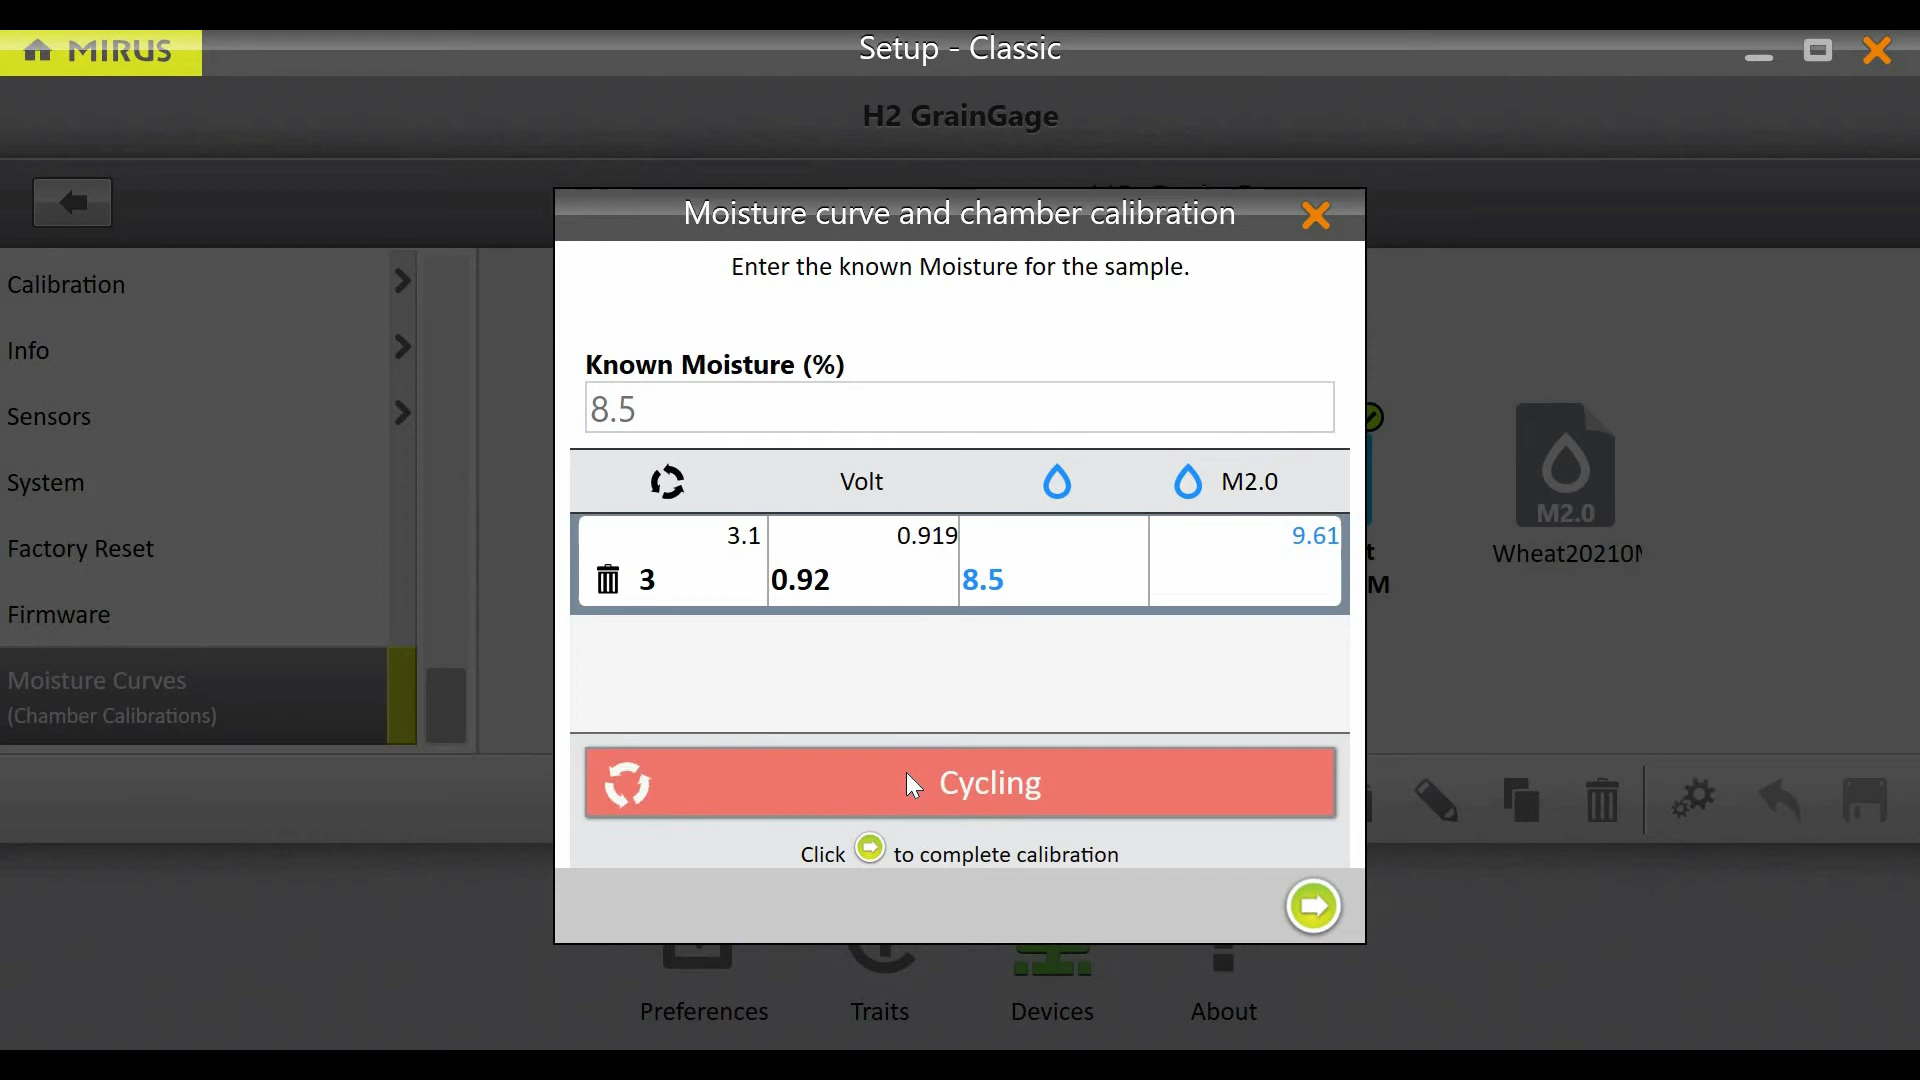 MIRUS
Setup - Classic
H2 GrainGage
Moisture curve and chamber calibration
Enter the known Moisture for the sample.
Known Moisture (%)
8.5
Volt M2.0
3.1 0.919 9.61
3 0.92 8.5
Cycling
Click to complete calibration
Calibration
Info
Sensors
System
Factory Reset
Firmware
Moisture Curves
(Chamber Calibrations)
M2.0
t
M
Preferences Traits Devices About